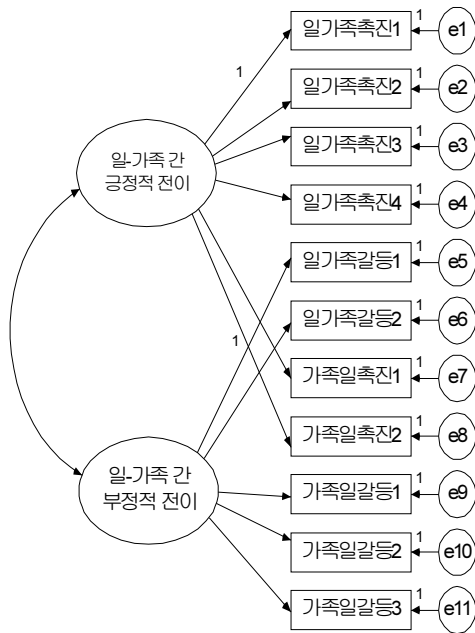 1
일가족촉진1
1
e1
일가족촉진2
1
e2
일가족촉진3
1
e3
일가족촉진4
1
e4
일-가족 간
긍정적 전이
일가족갈등1
1
e5
일가족갈등2
1
e6
1
가족일촉진1
1
e7
가족일촉진2
1
e8
일-가족 간
부정적 전이
가족일갈등1
1
e9
가족일갈등2
1
e10
가족일갈등3
1
e11